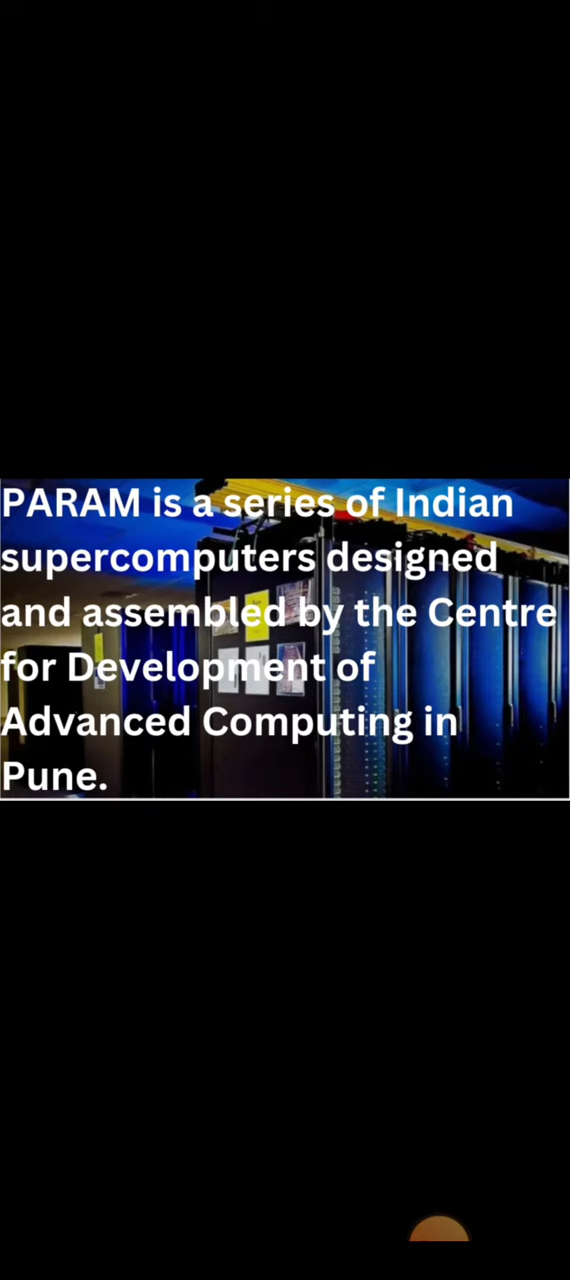 PARAM is a series of Indian
supercomputers designed
and assembled by the Centre
for Development of
Advanced Computing in
Pune.